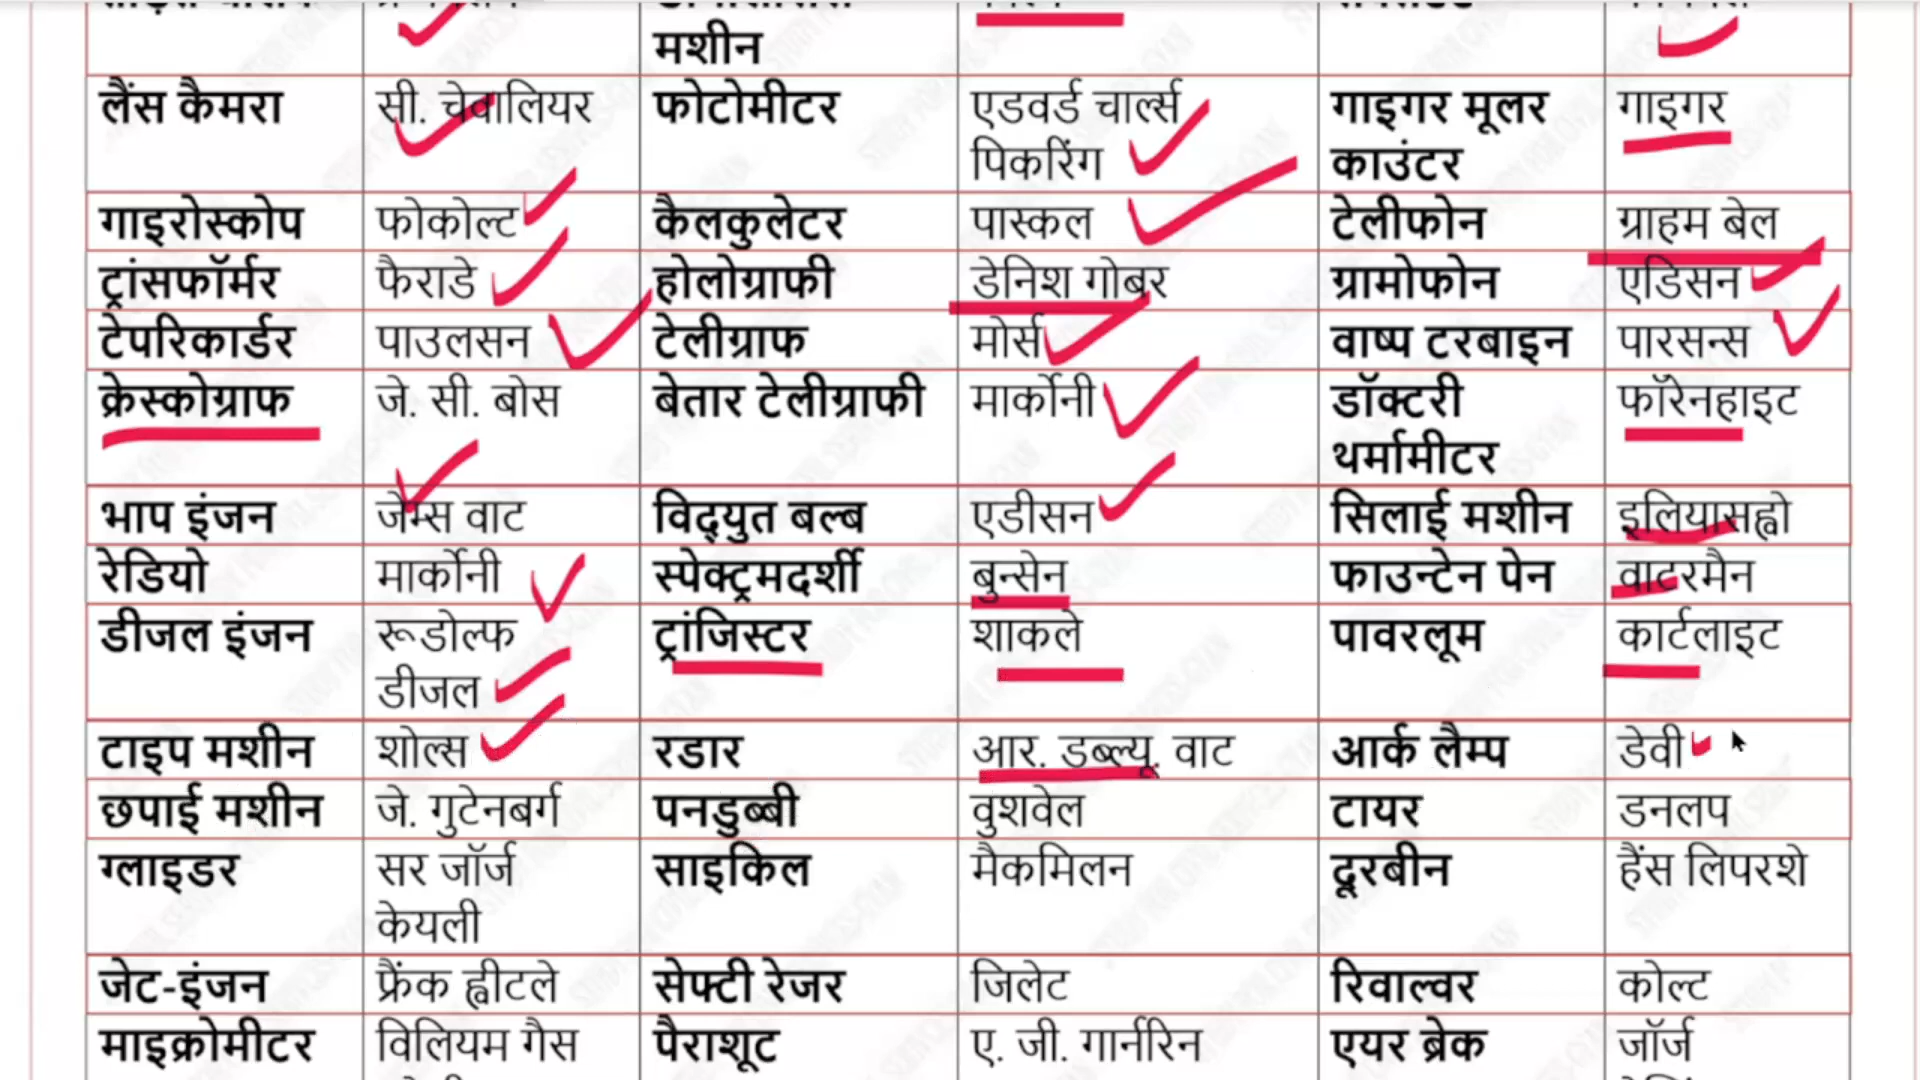 मशीन
लैंस कैमरा सी. चेवालियर फोटोमीटर एडवर्ड चार्ल्स गाइगर मूलर गाइगर
पिकरिंग काउंटर
गाइरोस्कोप फोकोल्ट कैलकुलेटर पास्कल टेलीफोन ग्राहम बेल
ट्रांसफॉर्मर फैराडे होलोग्राफी डेनिश गोबर ग्रामोफोन एडिसन
टेपरिकार्डर पाउलसन टेलीग्राफ मोर्स वाष्प टरबाइन पारसन्स
क्रेस्कोग्राफ जे. सी. बोस बेतार टेलीग्राफी मार्कोनी डॉक्टरी फॉरेनहाइट
थर्मामीटर
भाप इंजन जेम्स वाट विद्युत बल्ब एडीसन सिलाई मशीन इलियासह्वो
रेडियो मार्कोनी स्पेक्ट्रमदर्शी बुन्सेन फाउन्टेन पेन वाटरमैन
डीजल इंजन रूडोल्फ ट्रांजिस्टर शाकले पावरलूम कार्टलाइट
डीजल
टाइप मशीन शोल्स रडार आर. डब्ल्यू. वाट आर्क लैम्प डेवी
छपाई मशीन जे. गुटेनबर्ग पनडुब्बी वुशवेल टायर डनलप
ग्लाइडर सर जॉर्ज साइकिल मैकमिलन दूरबीन हैंस लिपरशे
केयली
जेट-इंजन फ्रैंक ह्वीटले सेफ्टी रेजर जिलेट रिवाल्वर कोल्ट
माइक्रोमीटर विलियम गैस पैराशूट ए. जी. गार्नरिन एयर ब्रेक जॉर्ज